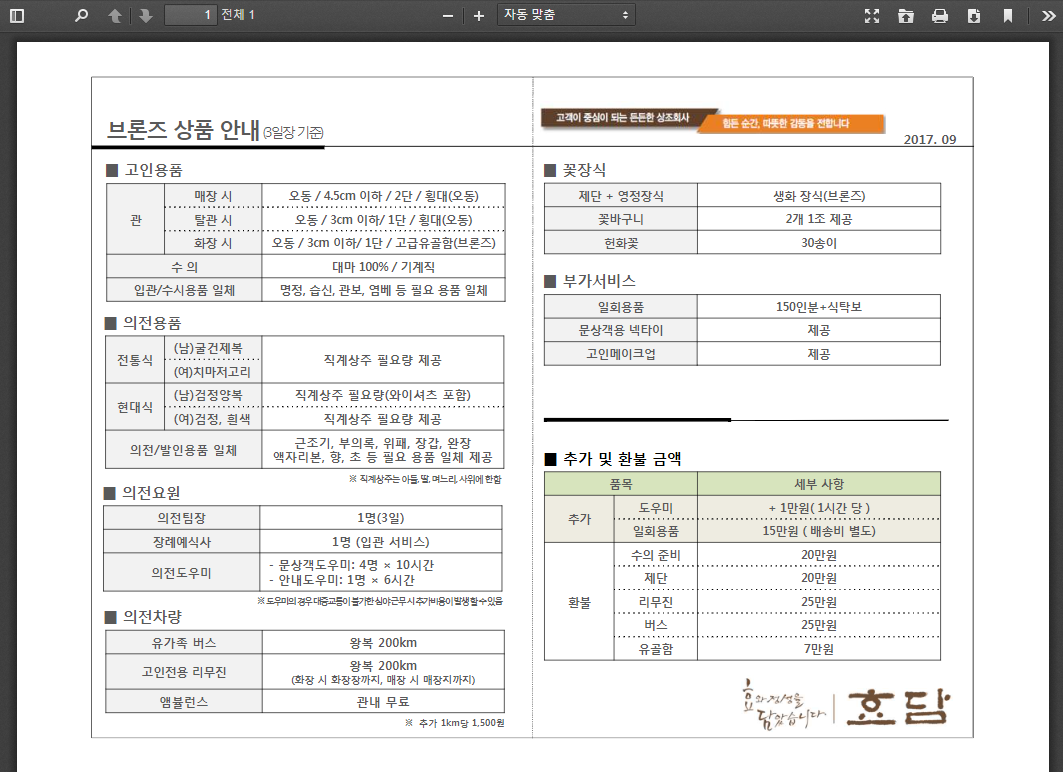 1 전체 1
자동 맞춤
브론즈 상품 안내 (3일장 기준)
■ 고인용품
관 매장 시 오동 / 4.5cm 이하 / 2단 / 횡대(오동)
탈관 시 오동 / 3cm 이하/ 1단 / 횡대(오동)
화장 시 오동 / 3cm 이하/ 1단 / 고급유골함(브론즈)
수 의 대마 100% / 기계직
입관/수시용품 일체 명정, 습신, 관보, 염베 등 필요 용품 일체
■ 의전용품
전통식 (남)굴건제복 직계상주 필요량 제공
(여)치마저고리
현대식 (남)검정양복 직계상주 필요량(와이셔츠 포함)
(여)검정, 흰색 직계상주 필요량 제공
의전/발인용품 일체 근조기, 부의록, 위패, 장갑, 완장
액자리본, 향, 초 등 필요 용품 일체 제공
※ 직계상주는 아들, 딸, 며느리, 사위에 한함
■ 의전요원
의전팀장 1명(3일)
장례예식사 1명 (입관 서비스)
의전도우미 - 문상객도우미: 4명 × 10시간
- 안내도우미: 1명 × 6시간
※ 도우미의 경우 대중교통이 불가한 심야 근무 시 추가비용이 발생 할 수 있음
■ 의전차량
유가족 버스 왕복 200km
고인전용 리무진 왕복 200km
(화장 시 화장장까지, 매장 시 매장지까지)
앰뷸런스 관내 무료
※ 추가 1km당 1,500원
고객이 중심이 되는 든든한 상조회사
힘든 순간, 따뜻한 감동을 전합니다
2017. 09
■ 꽃장식
제단 + 영정장식 생화 장식(브론즈)
꽃바구니 2개 1조 제공
헌화꽃 30송이
■ 부가서비스
일회용품 150인분+식탁보
문상객용 넥타이 제공
고인메이크업 제공
■ 추가 및 환불 금액
품목 세부 사항
추가 도우미 + 1만원( 1시간 당 )
일회용품 15만원 ( 배송비 별도)
환불 수의 준비 20만원
제단 20만원
리무진 25만원
버스 25만원
유골함 7만원
효와 정성을
담았습니다
효담